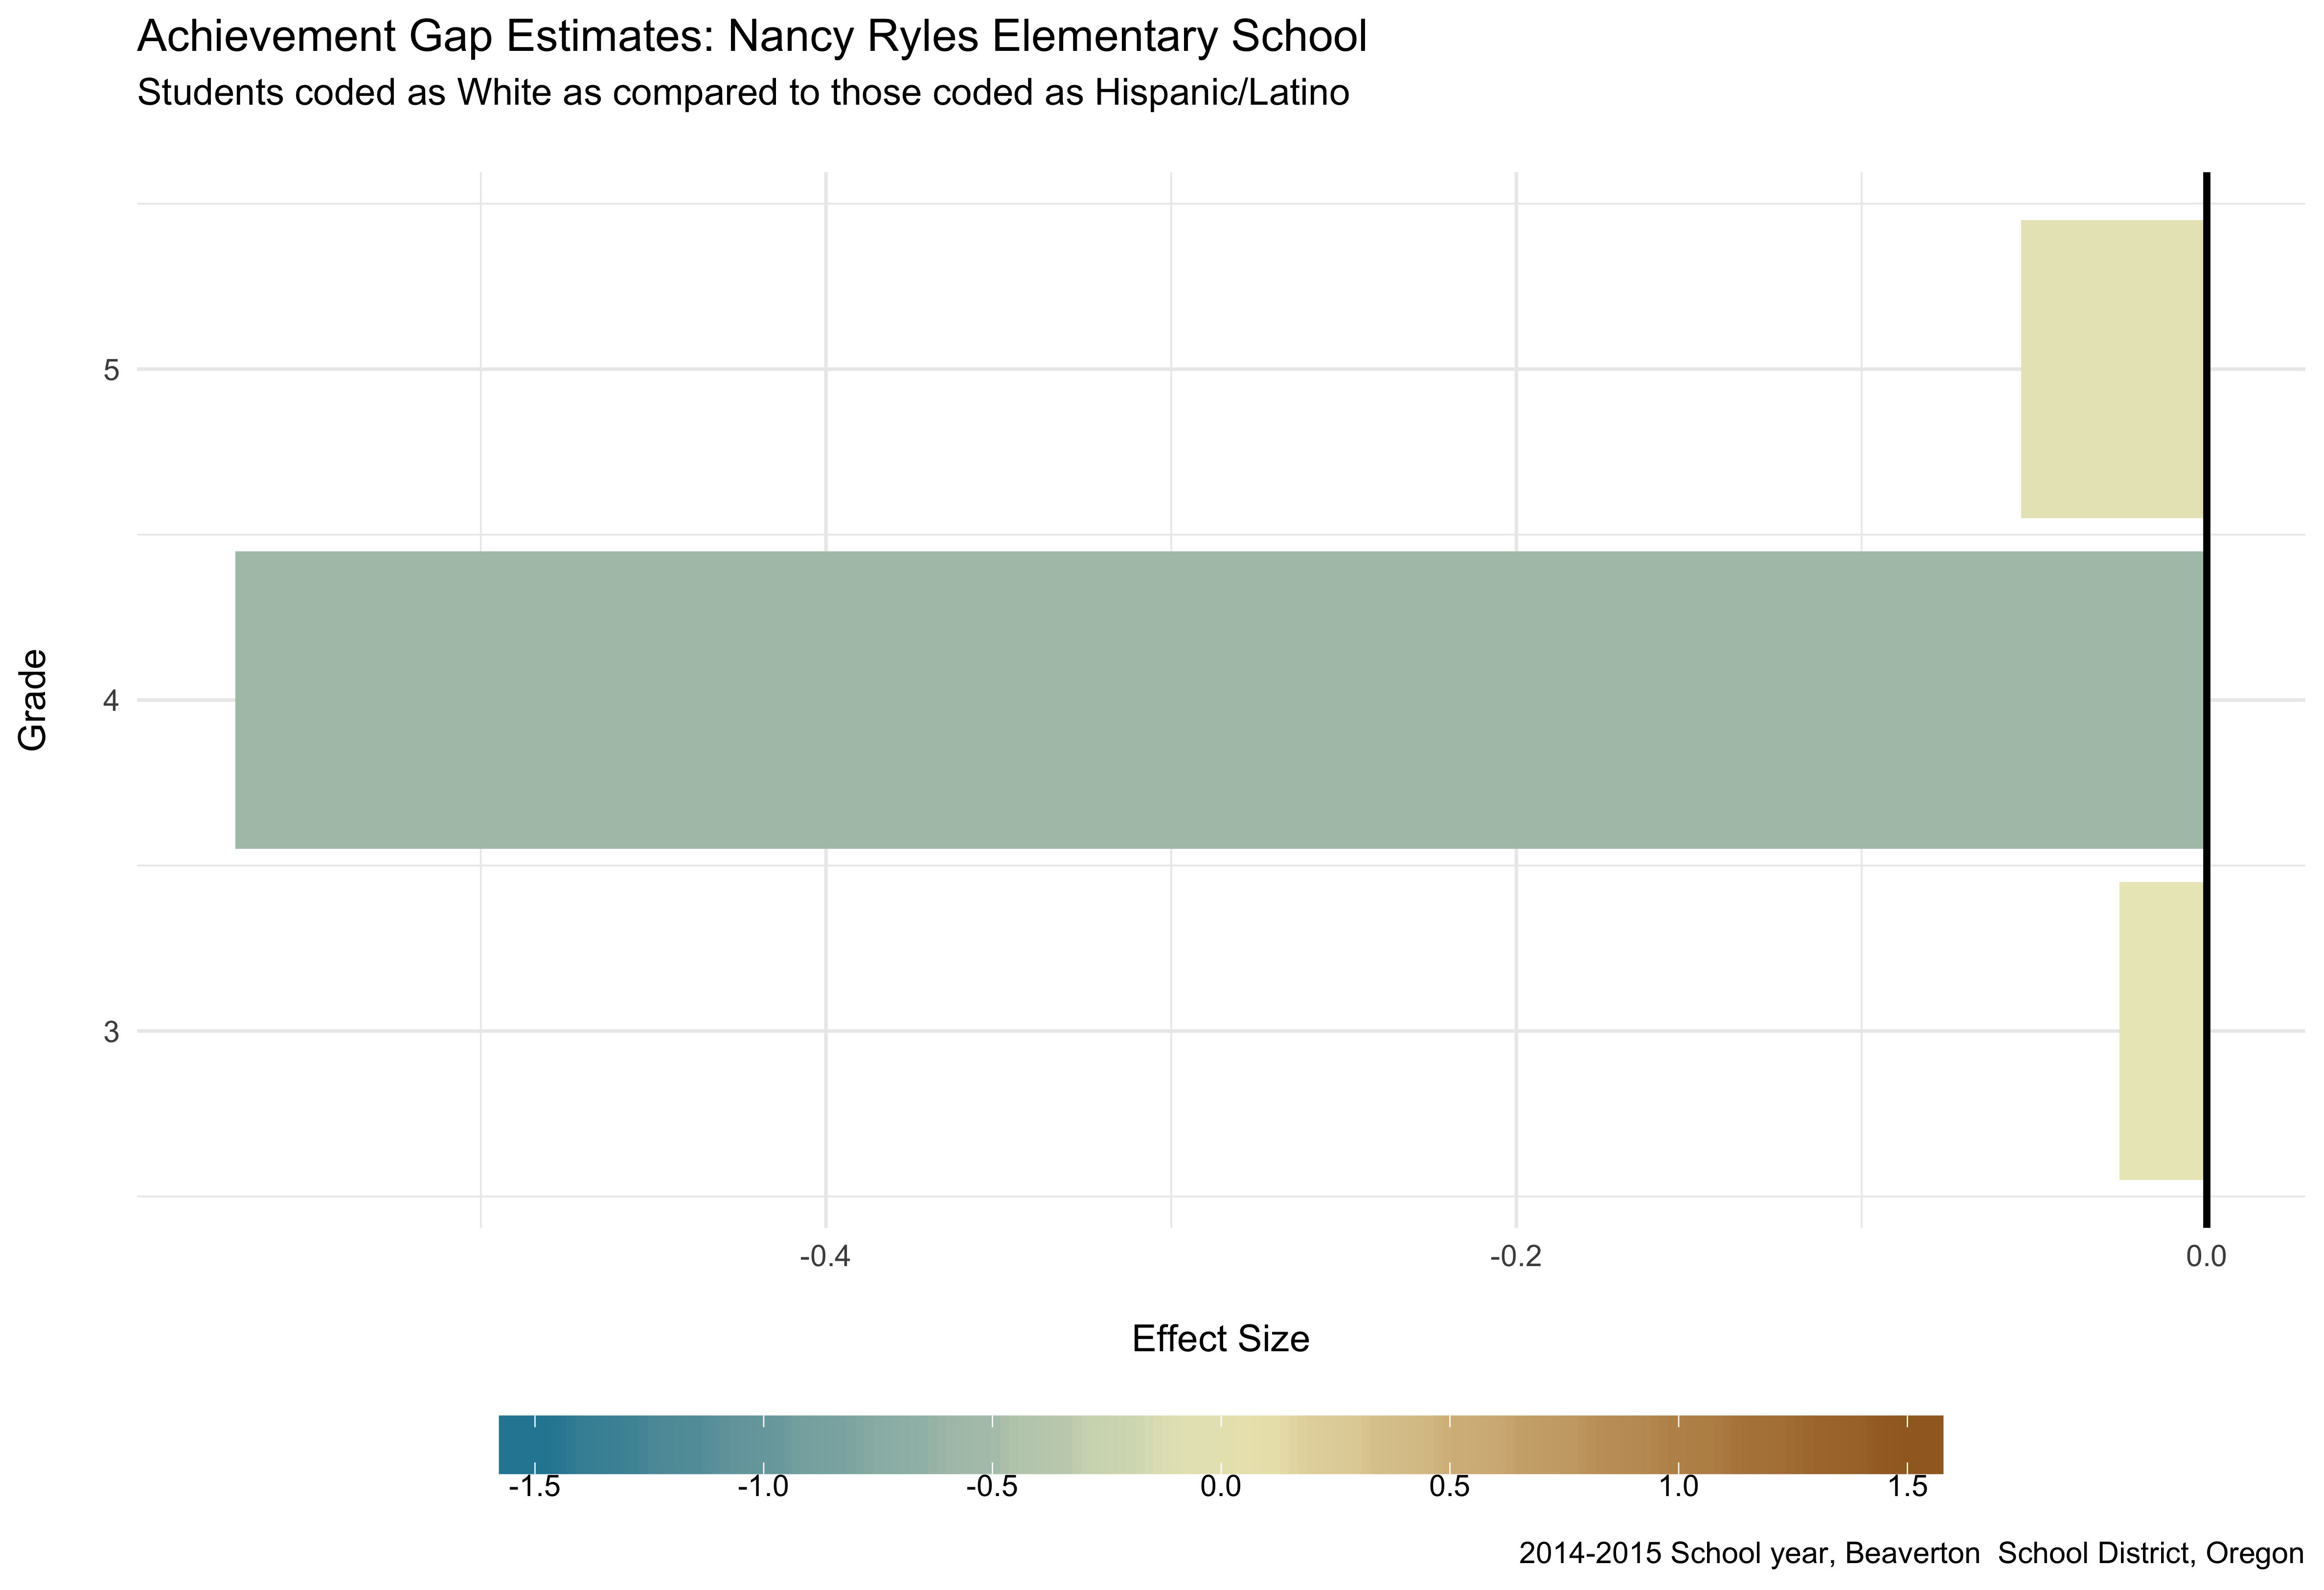 Achievement Gap Estimates: Nancy Ryles Elementary School
Students coded as White as compared to those coded as Hispanic/Latino
5
4
3
Grade
-0.4 -0.2 0.0
Effect Size
-1.5 -1.0 -0.5 0.0 0.5 1.0 1.5
2014-2015 School year, Beaverton  School District, Oregon